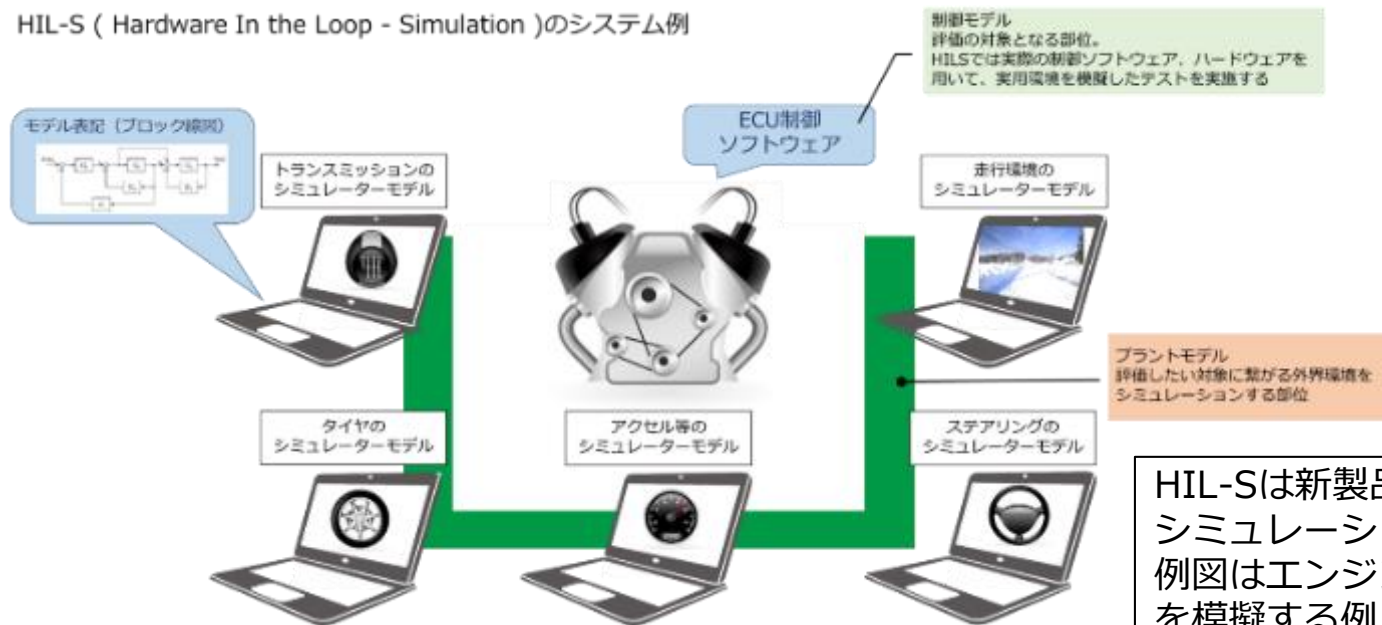 HIL-S ( Hardware In the Loop - Simulation )のシステム例
制御モデル
評価の対象となる部位。
HILSでは実際の制御ソフトウェア、ハードウェアを
用いて、実用環境を模擬したテストを実施する
モデル表記（ブロック線図）
ECU制御
ソフトウェア
トランスミッションの
シミュレーターモデル
走行環境の
シミュレーターモデル
プラントモデル
評価したい対象に繋がる外界環境を
シミュレーションする部位
タイヤの
シミュレーターモデル
アクセル等の
シミュレーターモデル
ステアリングの
シミュレーターモデル
HIL-Sは新製品
シミュレーシ
例図はエンジ
を模擬する例